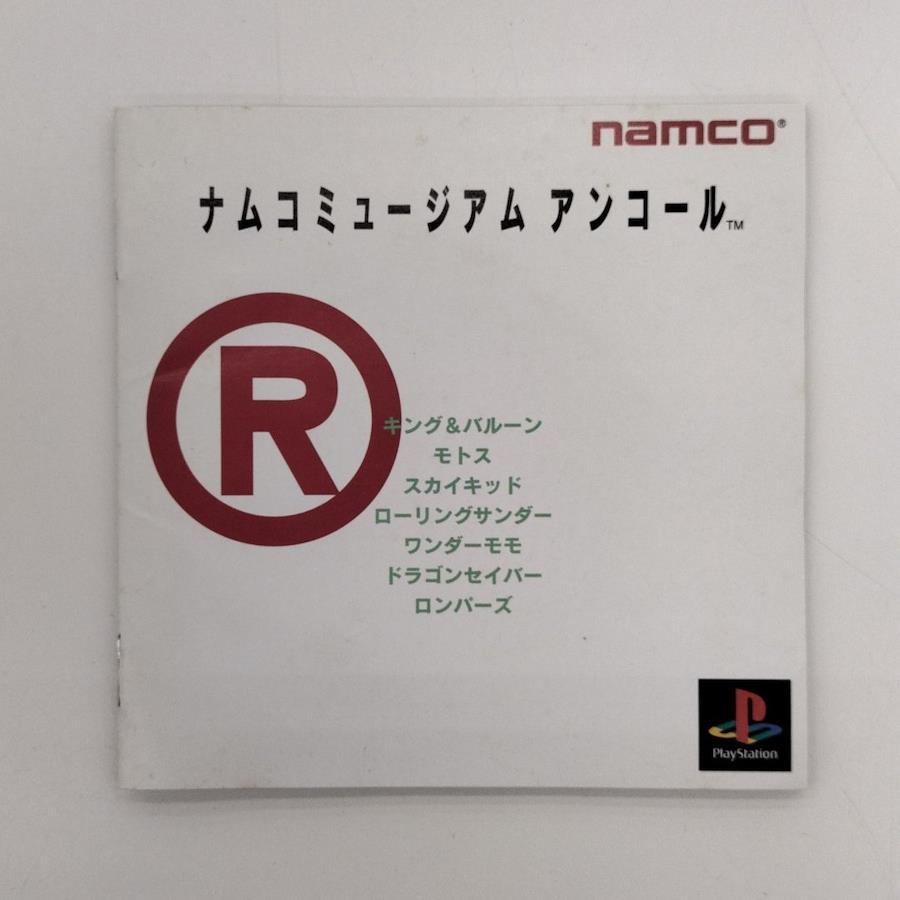 namco®
ナムコミュージアム アンコール™
R
キング&バルーン
モトス
スカイキッド
ローリングサンダー
ワンダーモモ
ドラゴンセイバー
ロンパーズ
PlayStation